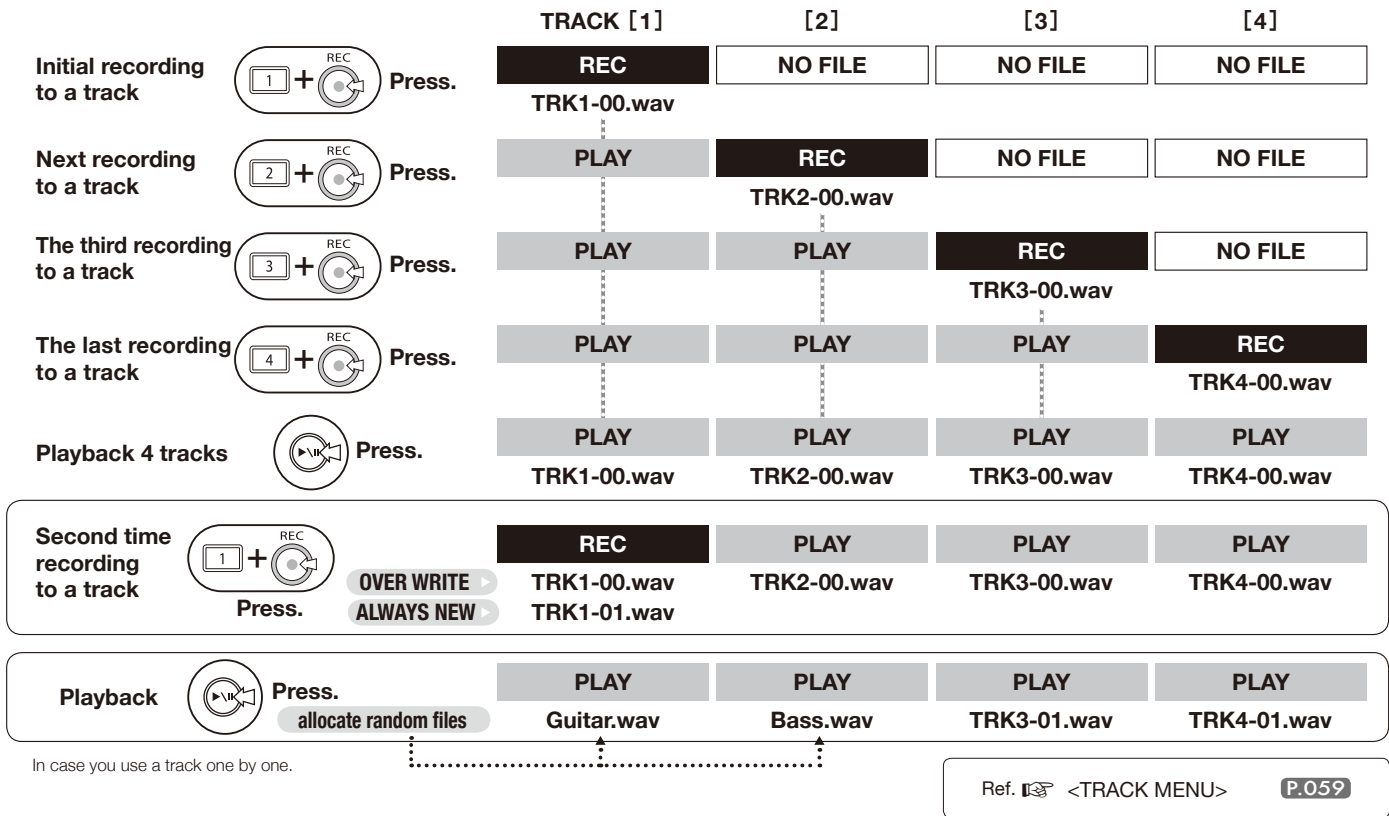 TRACK [1] [2] [3] [4]
Initial recording
to a track
1 + REC Press.
REC NO FILE NO FILE NO FILE
TRK1-00.wav
Next recording
to a track
2 + REC Press.
PLAY REC NO FILE NO FILE
TRK2-00.wav
The third recording
to a track
3 + REC Press.
PLAY PLAY REC NO FILE
TRK3-00.wav
The last recording
to a track
4 + REC Press.
PLAY PLAY PLAY REC
TRK4-00.wav
Playback 4 tracks Press.
PLAY PLAY PLAY PLAY
TRK1-00.wav TRK2-00.wav TRK3-00.wav TRK4-00.wav
Second time
recording
to a track
1 + REC
Press.
REC PLAY PLAY PLAY
OVER WRITE TRK1-00.wav TRK2-00.wav TRK3-00.wav TRK4-00.wav
ALWAYS NEW TRK1-01.wav
Playback Press.
PLAY PLAY PLAY PLAY
allocate random files Guitar.wav Bass.wav TRK3-01.wav TRK4-01.wav
In case you use a track one by one.
Ref. ☞ <TRACK MENU> P.059